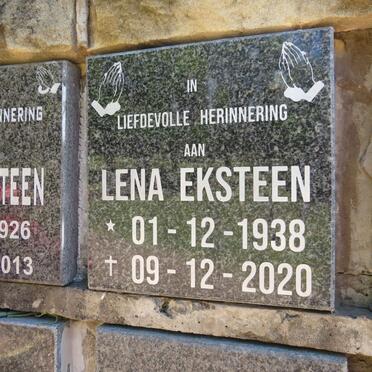 IN
LIEFDEVOLLE HERINNERING
AAN
LENA EKSTEEN
* 01 - 12 - 1938
† 09 - 12 - 2020